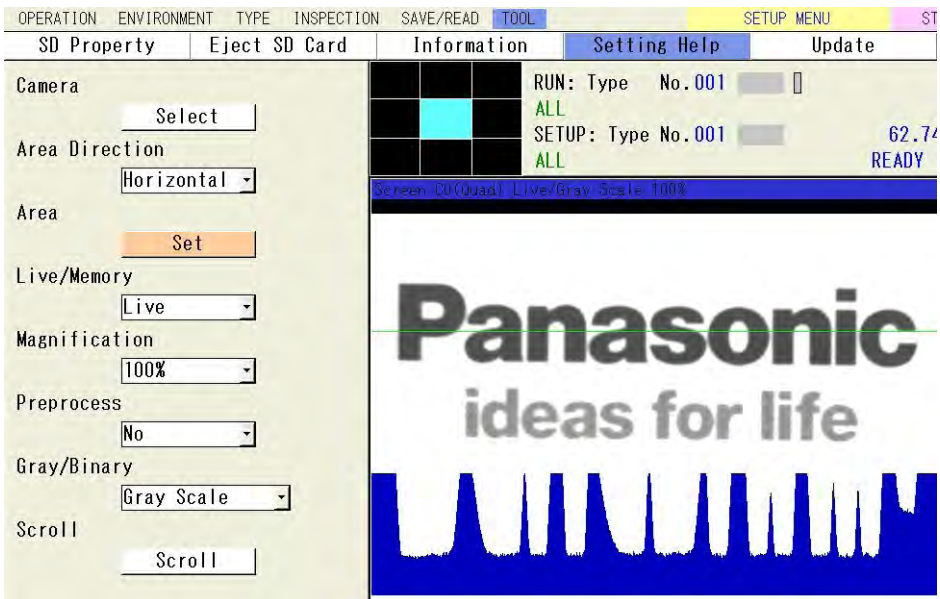 OPERATION ENVIRONMENT TYPE INSPECTION SAVE/READ TOOL SETUP MENU ST
SD Property Eject SD Card Information Setting Help Update
Camera
Select
Area Direction
Horizontal
Area
Set
Live/Memory
Live
Magnification
100%
Preprocess
No
Gray/Binary
Gray Scale
Scroll
Scroll
RUN: Type No.001
ALL
SETUP: Type No.001 62.74
ALL READY
Screen C0(Quad) Live/Gray Scale 100%
Panasonic
ideas for life